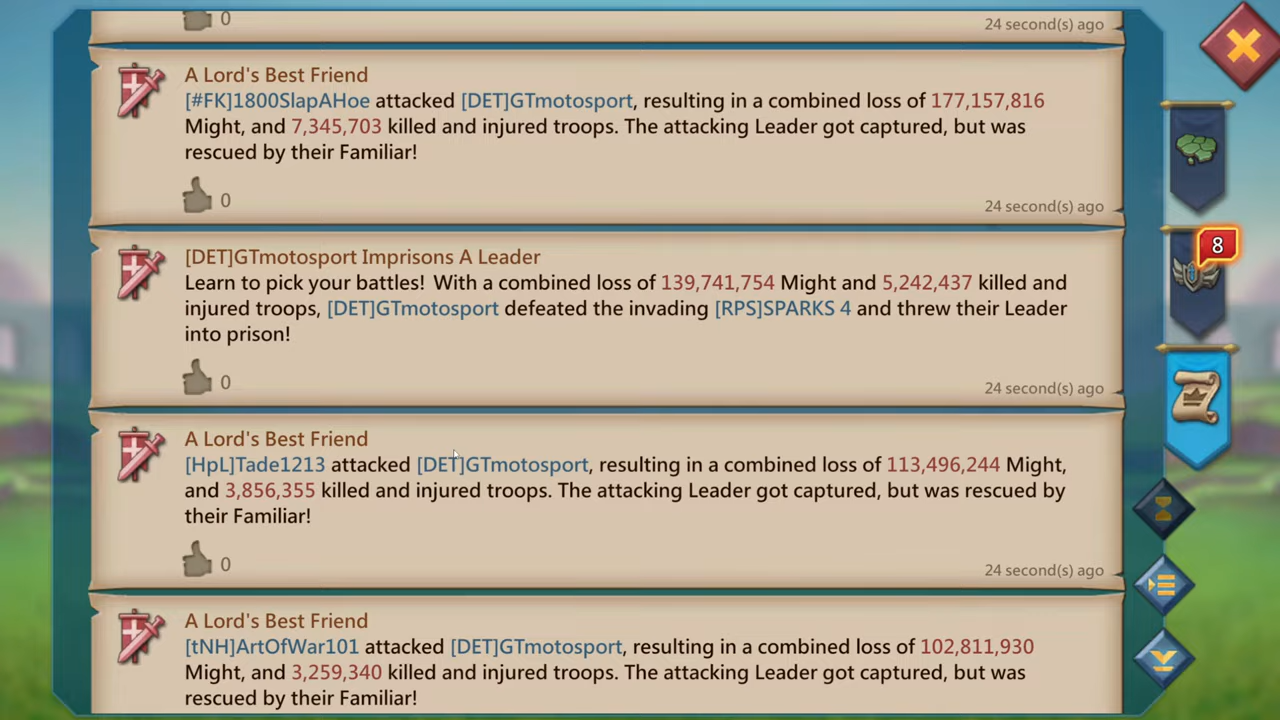 0
24 second(s) ago
A Lord's Best Friend
[#FK]1800SlapAHoe attacked [DET]GTmotosport, resulting in a combined loss of 177,157,816
Might, and 7,345,703 killed and injured troops. The attacking Leader got captured, but was
rescued by their Familiar!
0
24 second(s) ago
[DET]GTmotosport Imprisons A Leader
8
Learn to pick your battles! With a combined loss of 139,741,754 Might and 5,242,437 killed and
injured troops, [DET]GTmotosport defeated the invading [RPS]SPARKS 4 and threw their Leader
into prison!
0
24 second(s) ago
A Lord's Best Friend
[HpL]Tade1213 attacked [DET]GTmotosport, resulting in a combined loss of 113,496,244 Might,
and 3,856,355 killed and injured troops. The attacking Leader got captured, but was rescued by
their Familiar!
0
24 second(s) ago
A Lord's Best Friend
[tNH]ArtOfWar101 attacked [DET]GTmotosport, resulting in a combined loss of 102,811,930
Might, and 3,259,340 killed and injured troops. The attacking Leader got captured, but was
rescued by their Familiar!